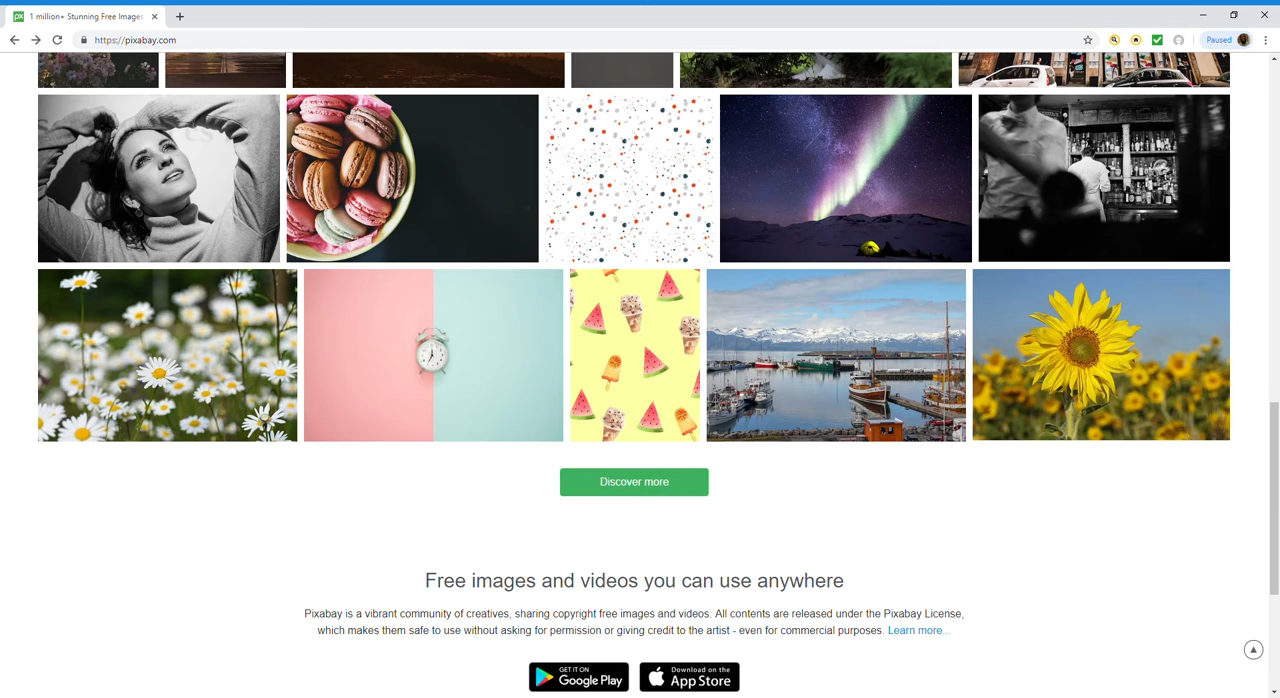 px 1 million+ Stunning Free Images
https://pixabay.com
Paused
Discover more
Free images and videos you can use anywhere
Pixabay is a vibrant community of creatives, sharing copyright free images and videos. All contents are released under the Pixabay License,
which makes them safe to use without asking for permission or giving credit to the artist - even for commercial purposes. Learn more...
GET IT ON
Google Play
Download on the
App Store